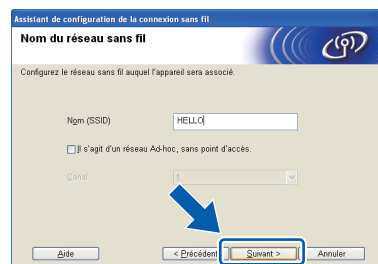 Assistant de configuration de la connexion sans fil
Nom du réseau sans fil
Configurez le réseau sans fil auquel l'appareil sera associé.
Nom (SSID) HELLO
Il s'agit d'un réseau Ad-hoc, sans point d'accès.
Canal 1
Aide < Précédent Suivant > Annuler